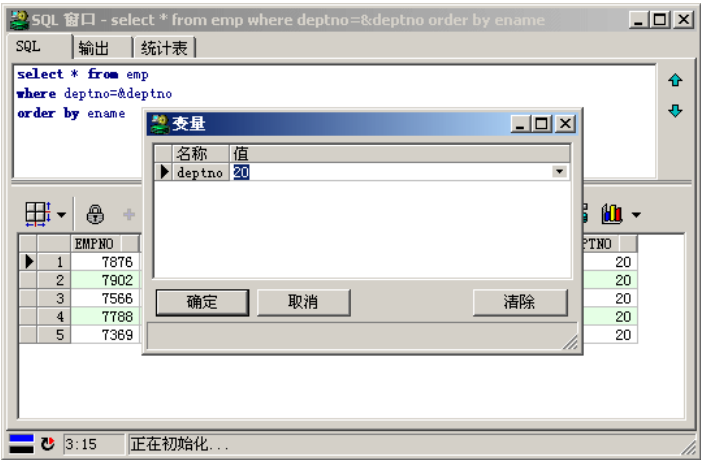 SQL 窗口 - select * from emp where deptno=&deptno order by ename
SQL 输出 统计表
select * from emp
where deptno=&deptno
order by ename
变量
名称 值
deptno 20
确定 取消 清除
EMPNO
1 7876 20
2 7902 20
3 7566 20
4 7788 20
5 7369 20
3:15 正在初始化...